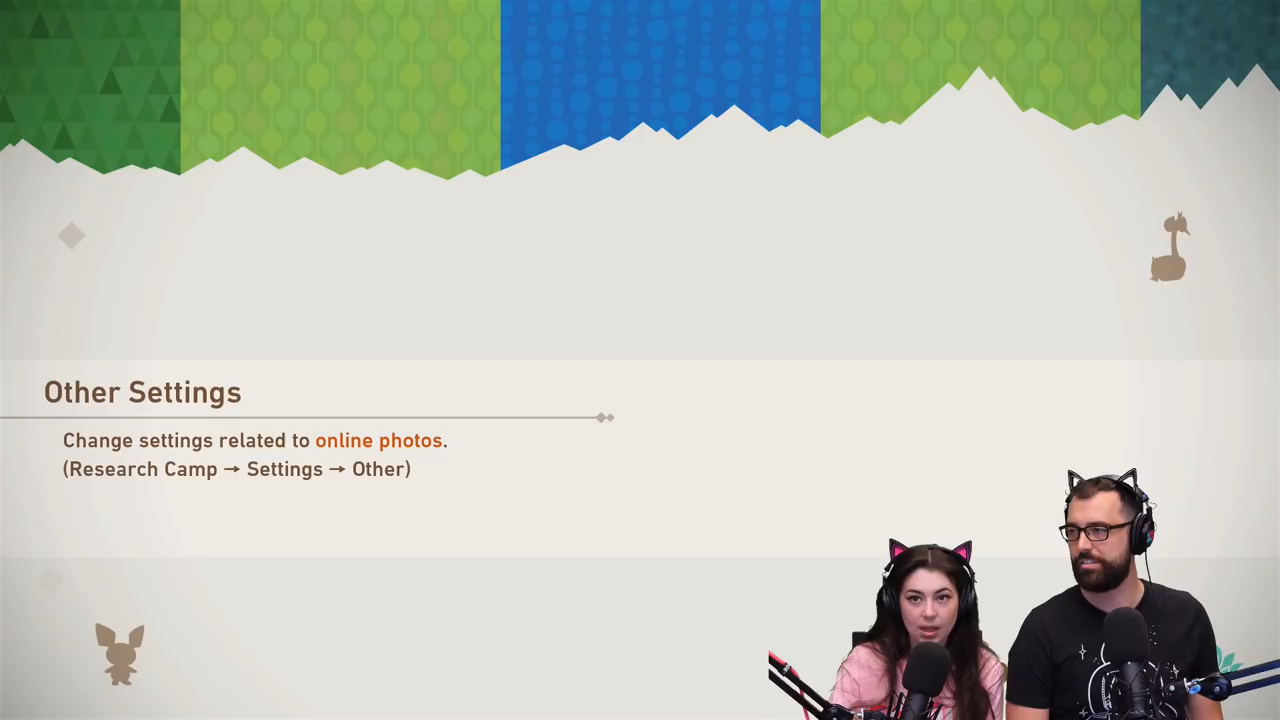 Other Settings
Change settings related to online photos.
(Research Camp → Settings → Other)